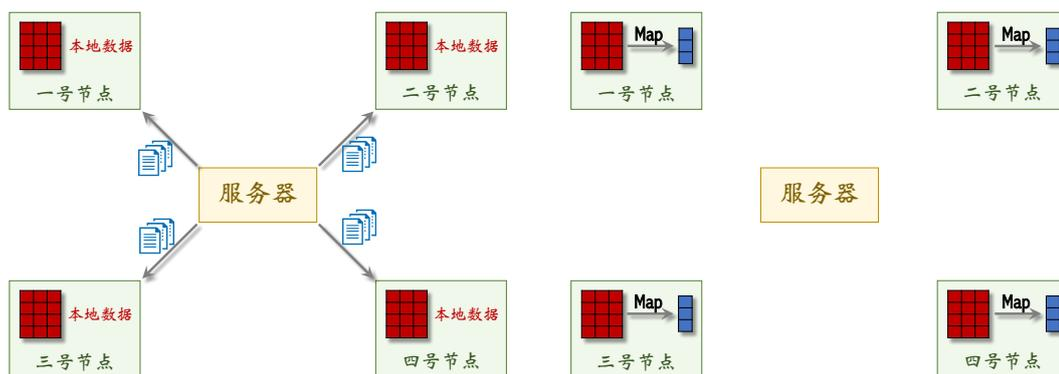 本地数据
一号节点
本地数据
二号节点
Map
一号节点
Map
二号节点
服务器
服务器
本地数据
三号节点
本地数据
四号节点
Map
三号节点
Map
四号节点